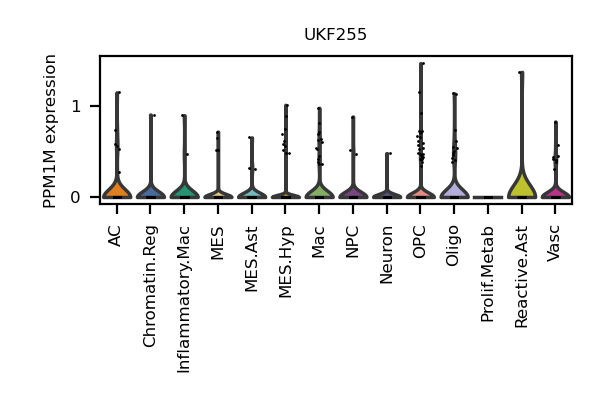 UKF255
PPM1M expression
1
0
AC
Chromatin.Reg
Inflammatory.Mac
MES
MES.Ast
MES.Hyp
Mac
NPC
Neuron
OPC
Oligo
Prolif.Metab
Reactive.Ast
Vasc